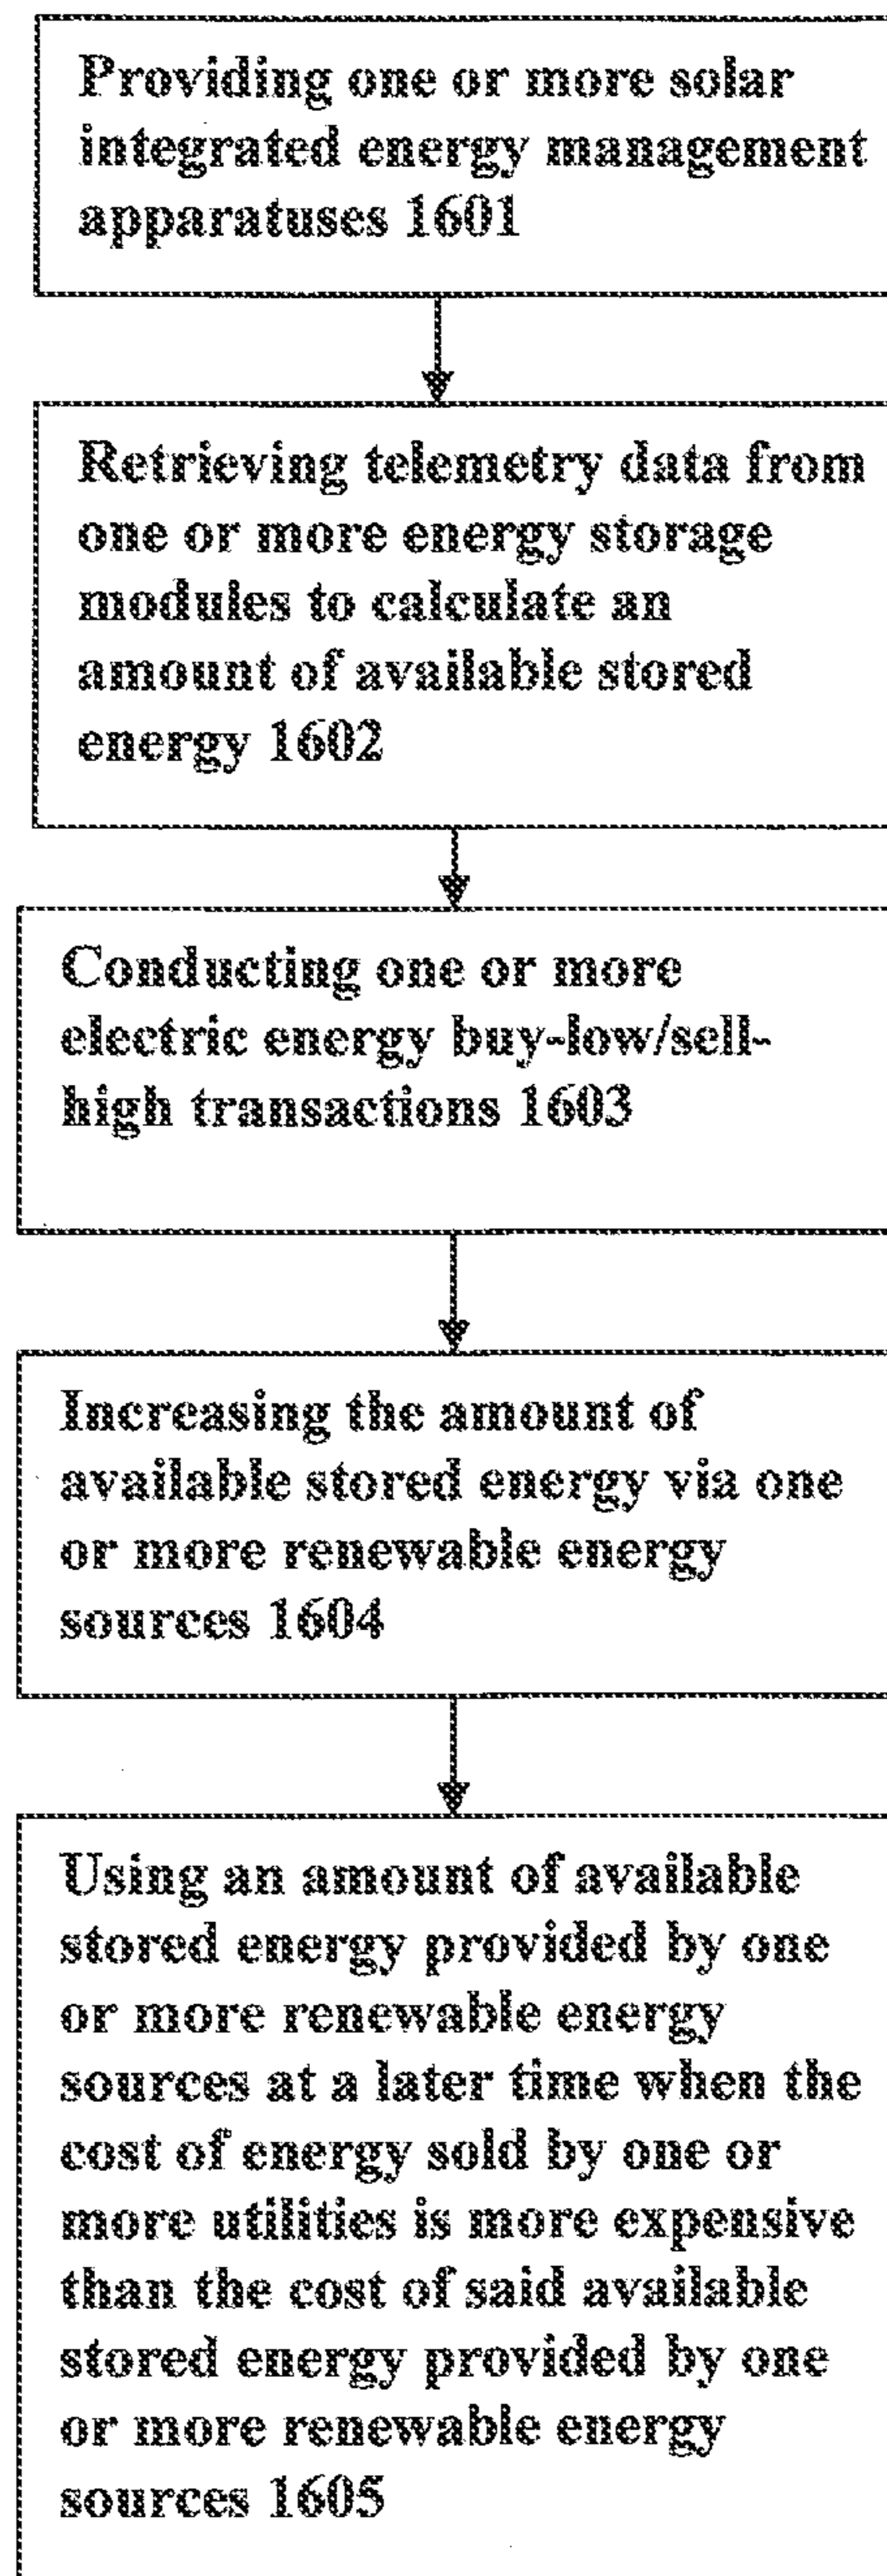 Providing one or more solar
integrated energy management
apparatuses 1601
Retrieving telemetry data from
one or more energy storage
modules to calculate an
amount of available stored
energy 1602
Conducting one or more
electric energy buy-low/sell-
high transactions 1603
Increasing the amount of
available stored energy via one
or more renewable energy
sources 1604
Using an amount of available
stored energy provided by one
or more renewable energy
sources at a later time when the
cost of energy sold by one or
more utilities is more expensive
than the cost of said available
stored energy provided by one
or more renewable energy
sources 1605